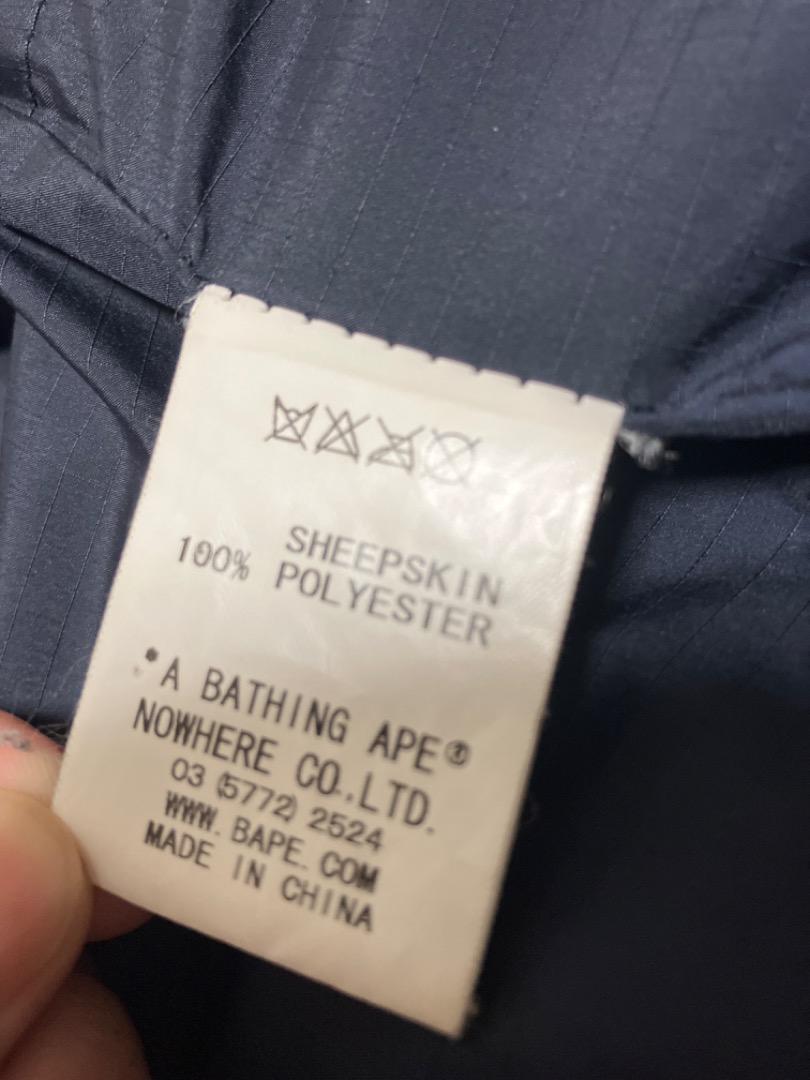 SHEEPSKIN
100% POLYESTER
*A BATHING APE®
NOWHERE CO.,LTD.
03 (5772) 2524
WWW.BAPE.COM
MADE IN CHINA